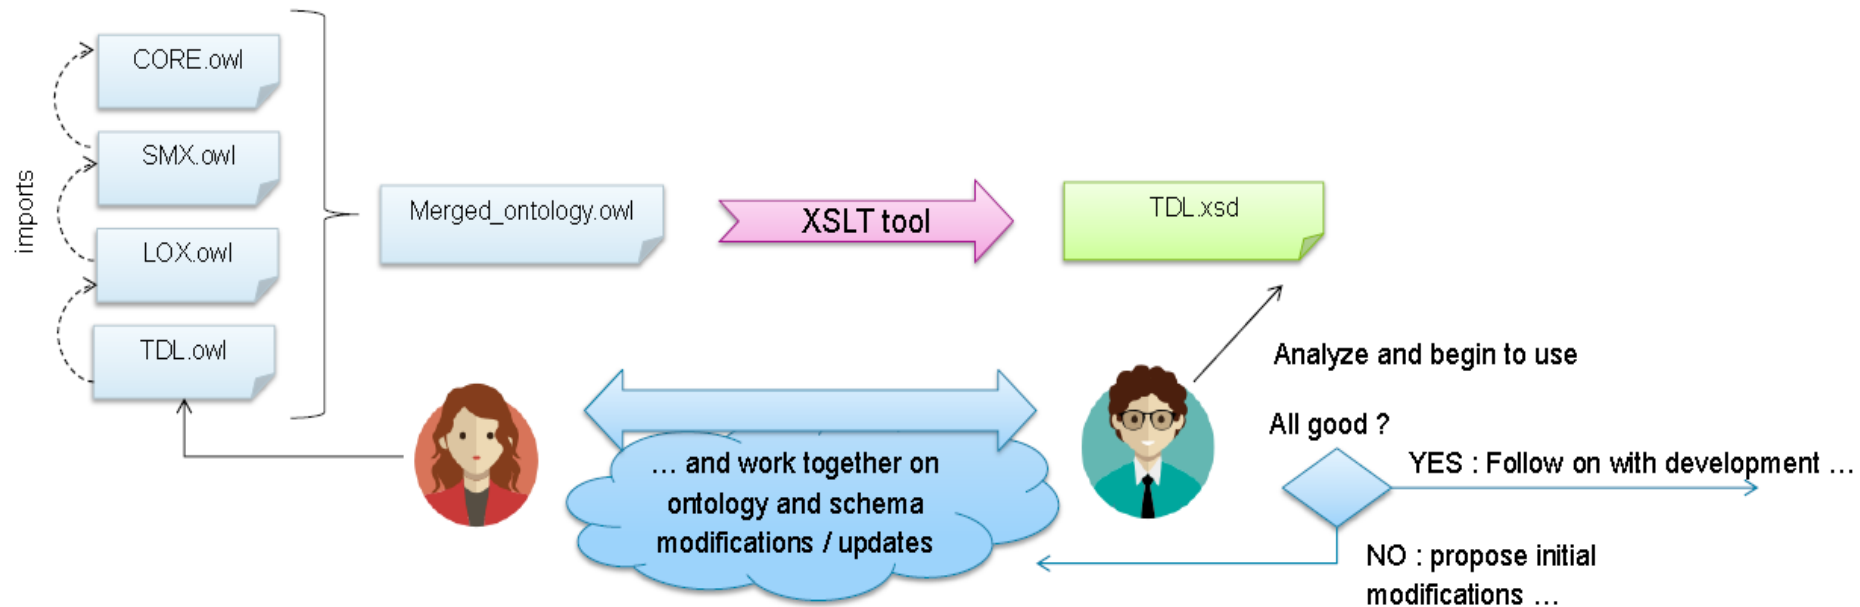 imports
CORE.owl
SMX.owl
LOX.owl
TDL.owl
Merged_ontology.owl
XSLT tool
TDL.xsd
… and work together on
ontology and schema
modifications / updates
Analyze and begin to use
All good ?
YES : Follow on with development …
NO : propose initial
modifications …